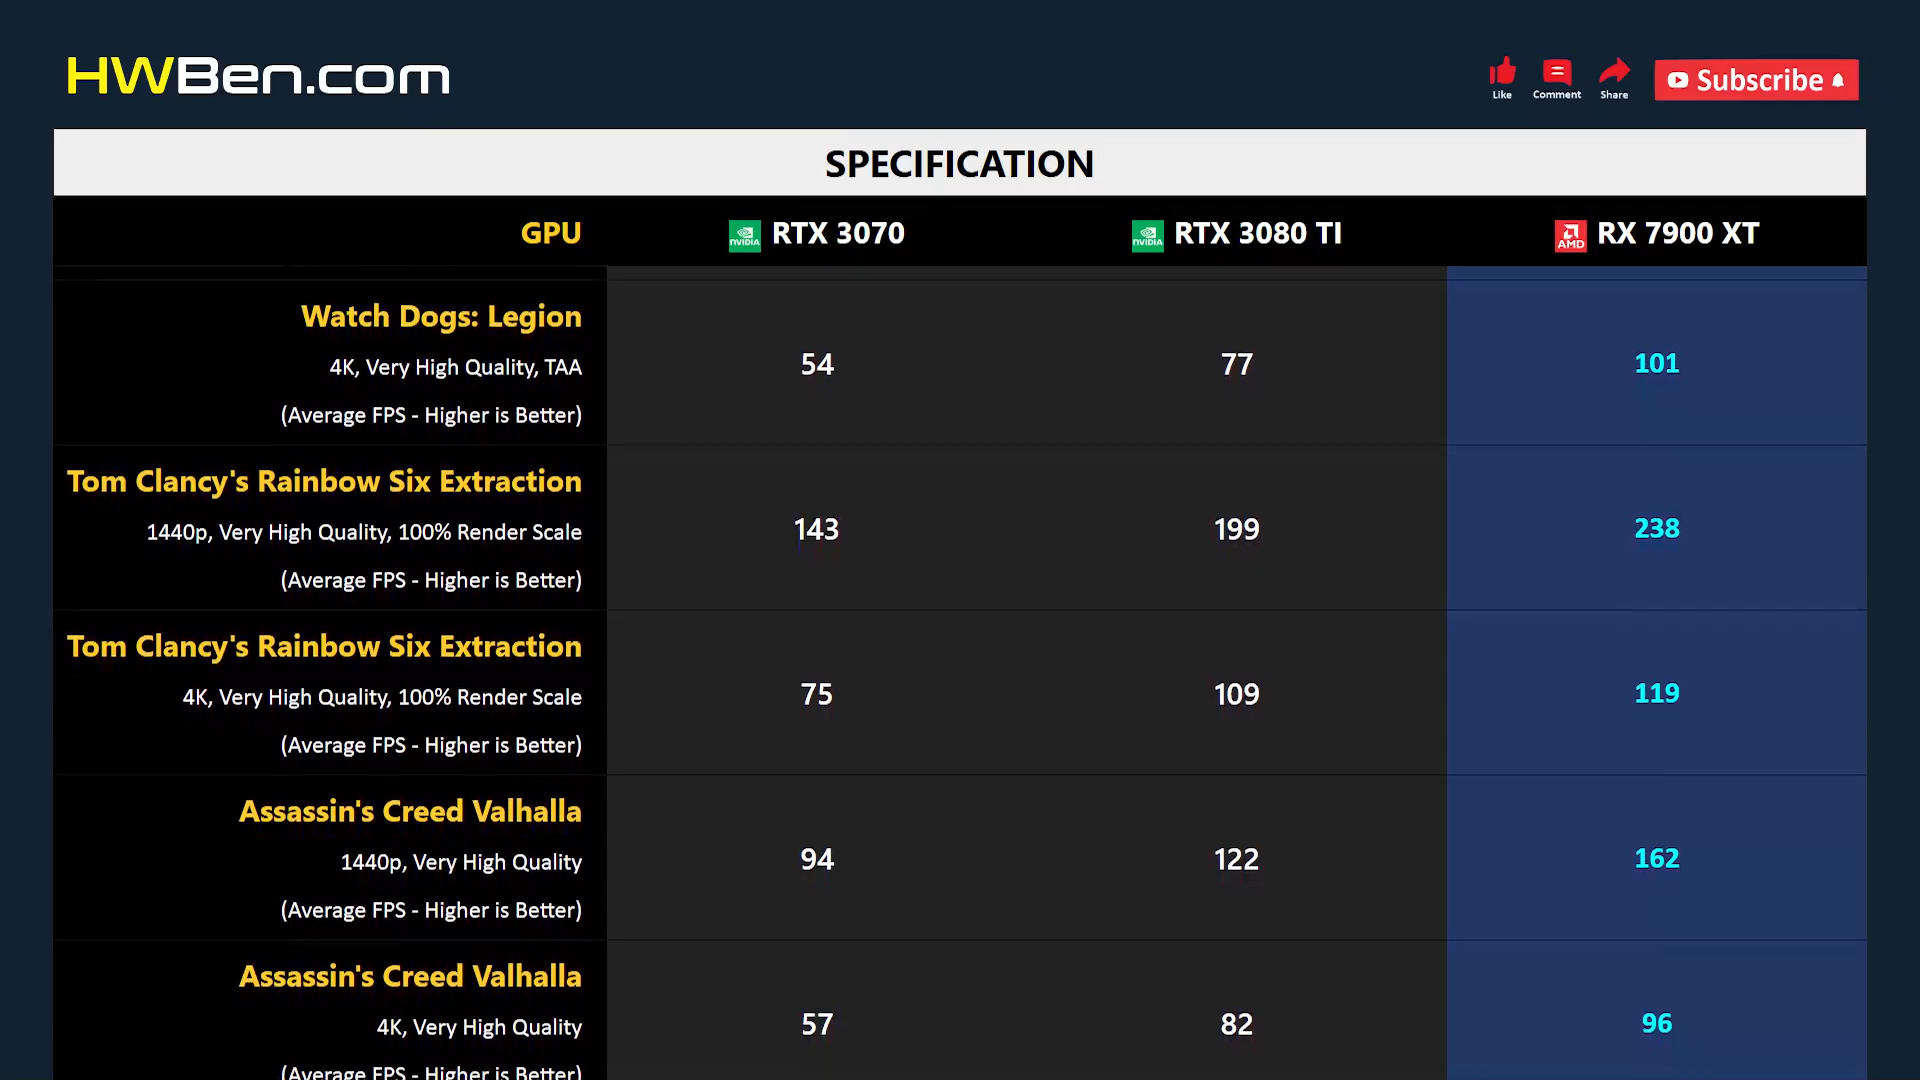 HWBen.com
Like
Comment
Share
Subscribe
SPECIFICATION
GPU
NVIDIA RTX 3070
NVIDIA RTX 3080 TI
AMD RX 7900 XT
Watch Dogs: Legion
4K, Very High Quality, TAA
(Average FPS - Higher is Better)
54
77
101
Tom Clancy's Rainbow Six Extraction
1440p, Very High Quality, 100% Render Scale
(Average FPS - Higher is Better)
143
199
238
Tom Clancy's Rainbow Six Extraction
4K, Very High Quality, 100% Render Scale
(Average FPS - Higher is Better)
75
109
119
Assassin's Creed Valhalla
1440p, Very High Quality
(Average FPS - Higher is Better)
94
122
162
Assassin's Creed Valhalla
4K, Very High Quality
(Average FPS - Higher is Better)
57
82
96